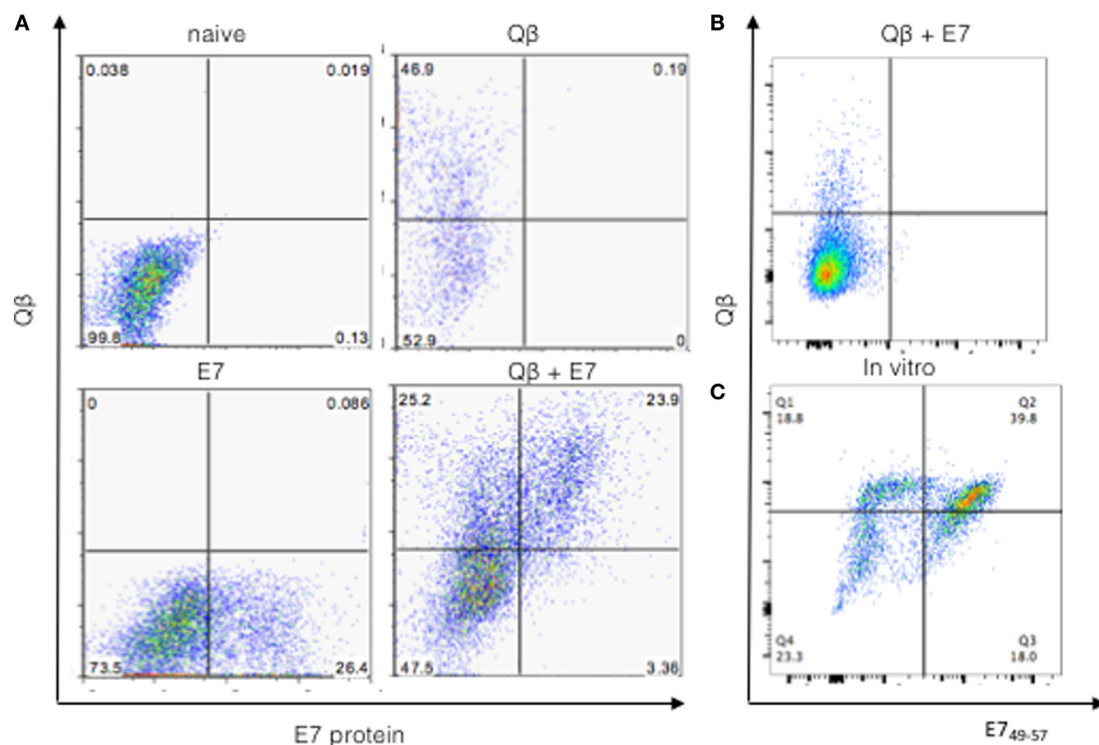 A
naive
Qβ
0.038
0.019
46.9
0.19
99.8
0.13
52.9
0
Qβ
E7
Qβ + E7
0
0.086
25.2
23.9
73.5
26.4
47.5
3.36
E7 protein
B
Qβ + E7
Qβ
In vitro
C
Q1
18.8
Q2
39.8
Q4
23.3
Q3
18.0
E7₄₉₋₅₇